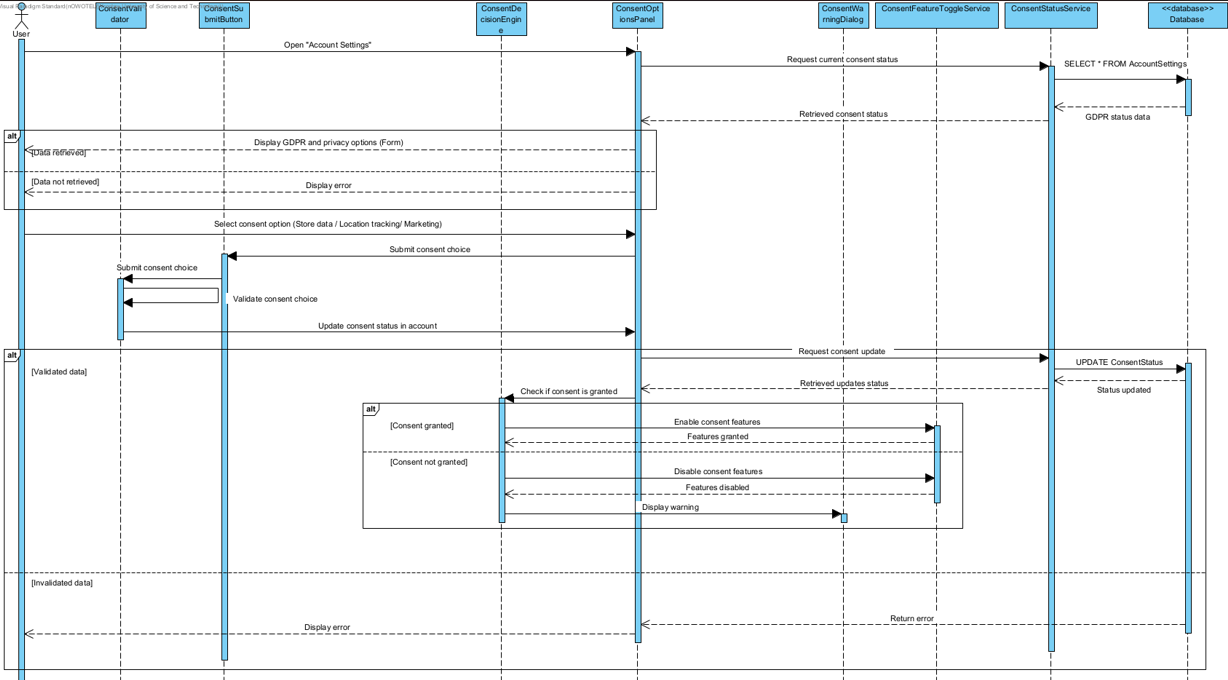 of Science and
ConsentVali
dator
ConsentSu
bmitButton
ConsentDe
cisionEngin
e
ConsentOpt
ionsPanel
ConsentWa
rningDialog
ConsentFeatureToggleService
ConsentStatusService
<<database>>
Database
User
Open "Account Settings"
Request current consent status
SELECT * FROM AccountSettings
Retrieved consent status
GDPR status data
alt
Display GDPR and privacy options (Form)
[Data retrieved]
[Data not retrieved]
Display error
Select consent option (Store data / Location tracking/ Marketing)
Submit consent choice
Submit consent choice
Validate consent choice
Update consent status in account
alt
Request consent update
[Validated data]
UPDATE ConsentStatus
Retrieved updates status
Status updated
Check if consent is granted
alt
[Consent granted]
Enable consent features
Features granted
[Consent not granted]
Disable consent features
Features disabled
Display warning
[Invalidated data]
Return error
Display error